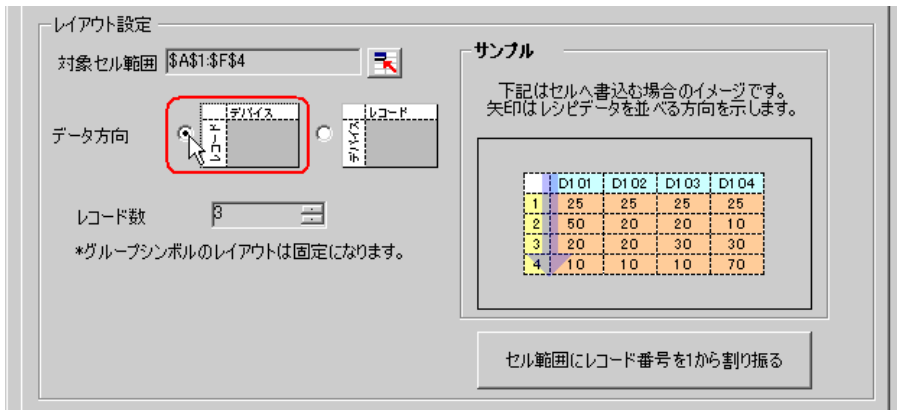 レイアウト設定
対象セル範囲 $A$1:$F$4
データ方向
デバイス
レコード
レコード
デバイス
レコード数 3
*グループシンボルのレイアウトは固定になります。
サンプル
下記はセルへ書込む場合のイメージです。
矢印はレシピデータを並べる方向を示します。
D101 D102 D103 D104
1 25 25 25 25
2 50 20 20 10
3 20 20 30 30
4 10 10 10 70
セル範囲にレコード番号を1から割り振る